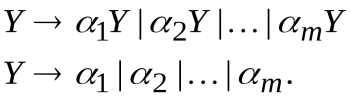 Y → α₁Y | α₂Y | ... | αₘY
Y → α₁ | α₂ | ... | αₘ.